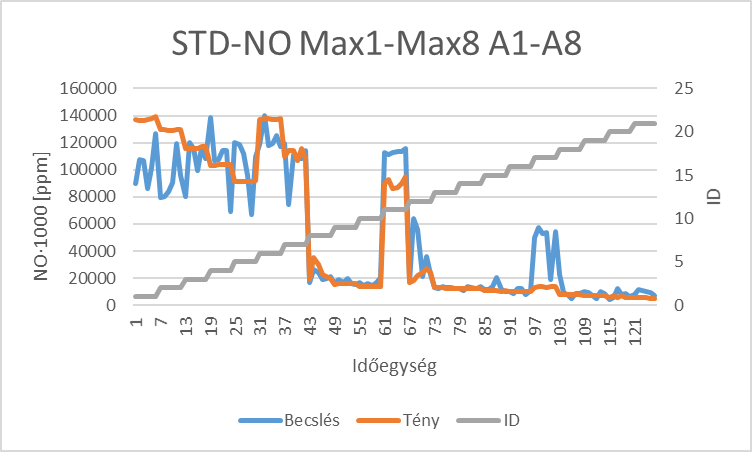 STD-NO Max1-Max8 A1-A8
NO·1000 [ppm]
160000
140000
120000
100000
80000
60000
40000
20000
0
25
20
15
10
5
0
ID
1 7 13 19 25 31 37 43 49 55 61 67 73 79 85 91 97 103 109 115 121
Időegység
Becslés Tény ID